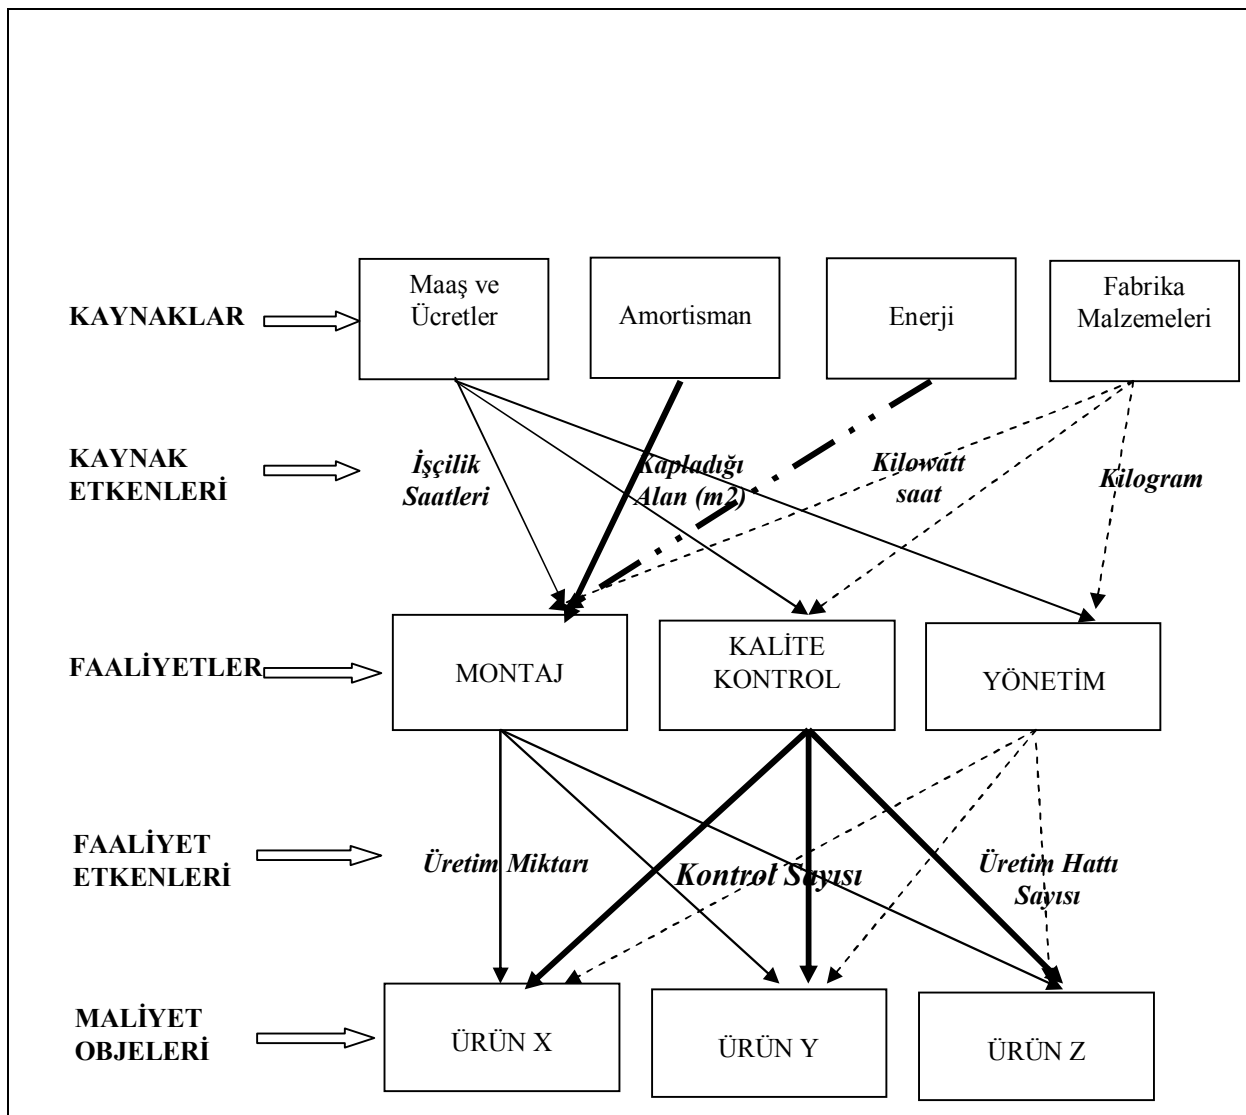 KAYNAKLAR
Maaş ve
Ücretler
Amortisman
Enerji
Fabrika
Malzemeleri
KAYNAK
ETKENLERİ
İşçilik
Saatleri
Kapladığı
Alan (m2)
Kilowatt
saat
Kilogram
FAALİYETLER
MONTAJ
KALİTE
KONTROL
YÖNETİM
FAALİYET
ETKENLERİ
Üretim Miktarı
Kontrol Sayısı
Üretim Hattı
Sayısı
MALİYET
OBJELERİ
ÜRÜN X
ÜRÜN Y
ÜRÜN Z